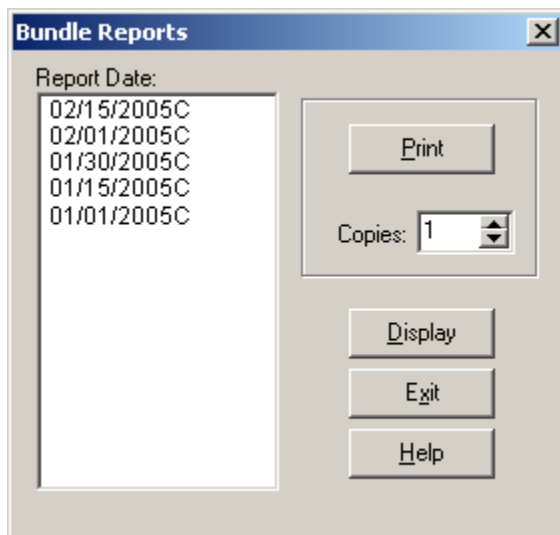 Bundle Reports
Report Date:
02/15/2005C
02/01/2005C
01/30/2005C
01/15/2005C
01/01/2005C
Print
Copies: 1
Display
Exit
Help